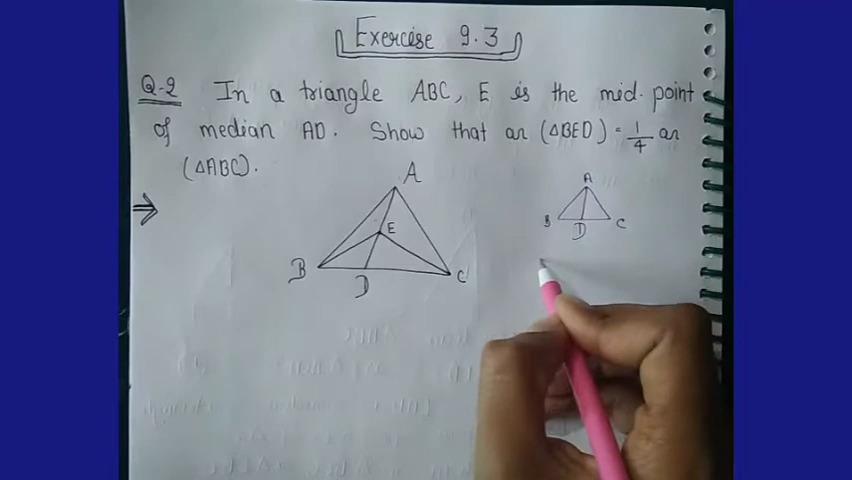 Exercise 9.3
Q-2 In a triangle ABC, E is the mid-point
of median AD. Show that ar (ΔBED) = 1/4 ar
(ΔABC).
⇒
A
E
B
D
C
A
B
D
C